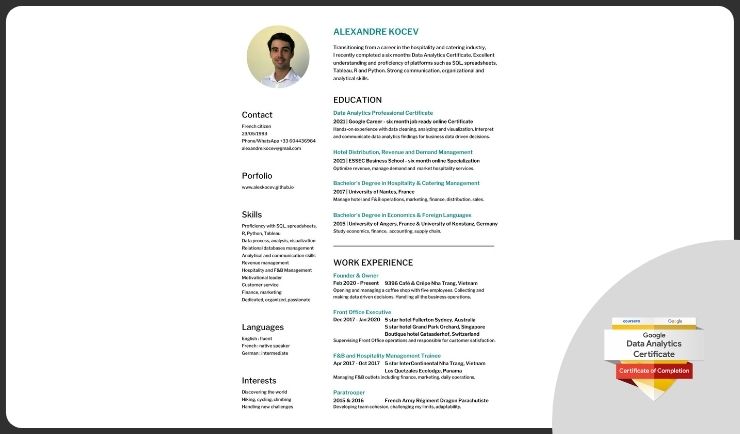 ALEXANDRE KOCEV
Transitioning from a career in the hospitality and catering industry,
I recently completed a six months Data Analytics Certificate. Excellent
understanding and proficiency of platforms such as SQL, spreadsheets,
Tableau, R and Python. Strong communication, organizational and
analytical skills.
Contact
French citizen
23/05/1993
Phone/WhatsApp +33 604436964
alexandre.kocev@gmail.com
Porfolio
www.alexkocev.github.io
Skills
Proficiency with SQL, spreadsheets,
R, Python, Tableau
Data process, analysis, visualization
Relational databases management
Analytical and communication skills
Revenue management
Hospitality and F&B Management
Motivational leader
Customer service
Finance, marketing
Dedicated, organized, passionate
Languages
English : fluent
French : native speaker
German : intermediate
Interests
Discovering the world
Hiking, cycling, climbing
Handling new challenges
EDUCATION
Data Analytics Professional Certificate
2021 | Google Career - six month job ready online Certificate
Hands-on experience with data cleaning, analyzing and visualization. Interpret
and communicate data analytics findings for business data driven decisions.
Hotel Distribution, Revenue and Demand Management
2021 | ESSEC Business School - six month online Specialization
Optimize revenue, manage demand and market hospitality services.
Bachelor's Degree in Hospitality & Catering Management
2017 | University of Nantes, France
Manage hotel and F&B operations, marketing, finance, distribution, sales.
Bachelor's Degree in Economics & Foreign Languages
2015 | University of Angers, France & University of Konstanz, Germany
Study economics, finance, accounting, supply chain.
WORK EXPERIENCE
Founder & Owner
Feb 2020 - Present 9396 Café & Crêpe Nha Trang, Vietnam
Opening and managing a coffee shop with five employees. Collecting and
making data driven decisions. Handling all the business operations.
Front Office Executive
Dec 2017 - Jan 2020 5 star hotel Fullerton Sydney, Australia
5 star hotel Grand Park Orchard, Singapore
Boutique hotel Gstaaderhof, Switzerland
Supervising Front Office operations and responsible for customer satisfaction.
F&B and Hospitality Management Trainee
Apr 2017 - Oct 2017 5 star InterContinental Nha Trang, Vietnam
Los Quetzales Ecolodge, Panama
Managing F&B outlets including finance, marketing, daily operations.
Paratrooper
2015 & 2016 French Army Régiment Dragon Parachutiste
Developing team cohesion, challenging my limits, adaptability.
coursera Google
Google
Data Analytics
Certificate
Certificate of Completion